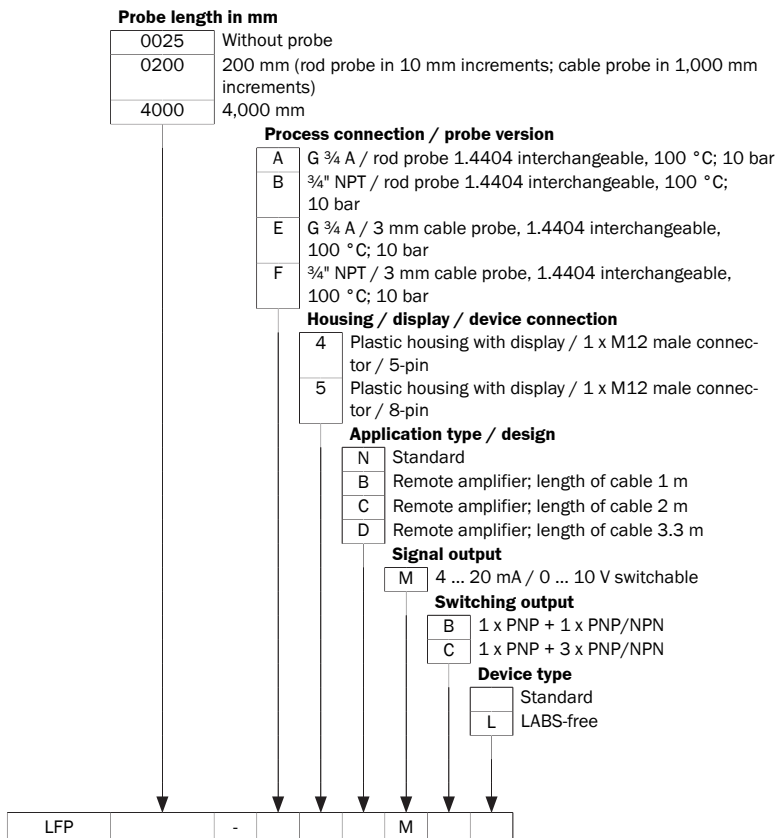 Probe length in mm
0025 Without probe
0200 200 mm (rod probe in 10 mm increments; cable probe in 1,000 mm
increments)
4000 4,000 mm
Process connection / probe version
A G ¾ A / rod probe 1.4404 interchangeable, 100 °C; 10 bar
B ¾" NPT / rod probe 1.4404 interchangeable, 100 °C;
10 bar
E G ¾ A / 3 mm cable probe, 1.4404 interchangeable,
100 °C; 10 bar
F ¾" NPT / 3 mm cable probe, 1.4404 interchangeable,
100 °C; 10 bar
Housing / display / device connection
4 Plastic housing with display / 1 x M12 male connec-
tor / 5-pin
5 Plastic housing with display / 1 x M12 male connec-
tor / 8-pin
Application type / design
N Standard
B Remote amplifier; length of cable 1 m
C Remote amplifier; length of cable 2 m
D Remote amplifier; length of cable 3.3 m
Signal output
M 4 ... 20 mA / 0 ... 10 V switchable
Switching output
B 1 x PNP + 1 x PNP/NPN
C 1 x PNP + 3 x PNP/NPN
Device type
Standard
L LABS-free
LFP - M